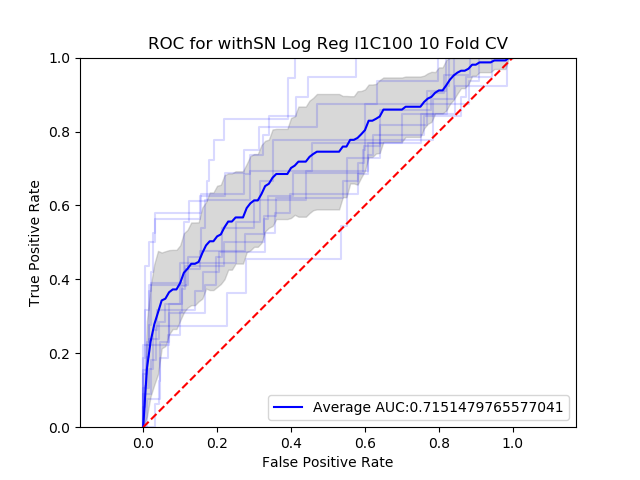 ROC for withSN Log Reg l1C100 10 Fold CV
True Positive Rate
1.0
0.8
0.6
0.4
0.2
0.0
Average AUC:0.7151479765577041
0.0 0.2 0.4 0.6 0.8 1.0
False Positive Rate